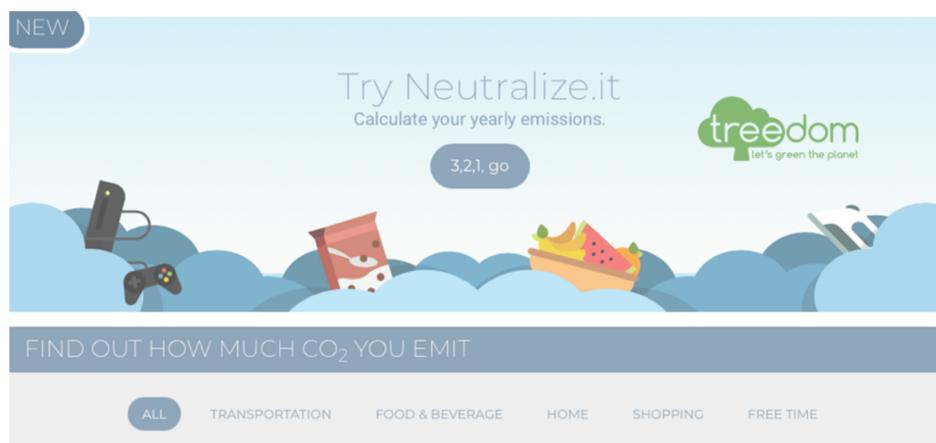 NEW
Try Neutralize.it
Calculate your yearly emissions.
3,2,1, go
treedom
let's green the planet
FIND OUT HOW MUCH CO₂ YOU EMIT
ALL TRANSPORTATION FOOD & BEVERAGE HOME SHOPPING FREE TIME